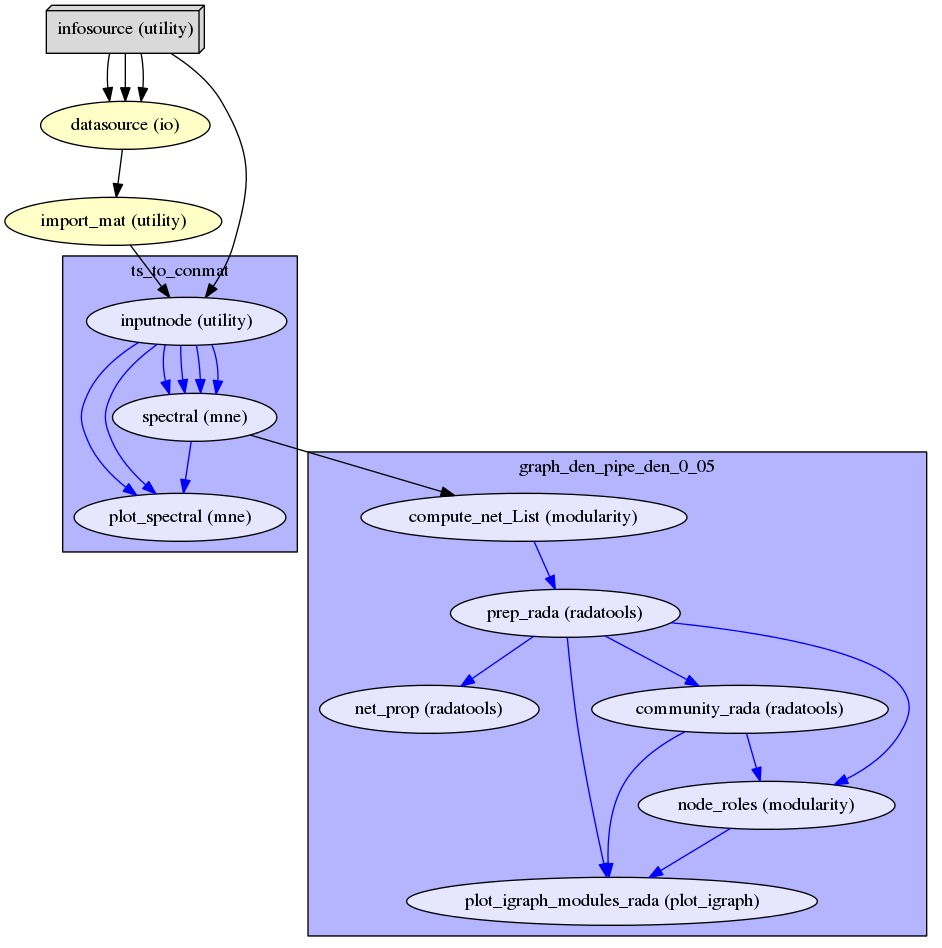 infosource (utility)
datasource (io)
import_mat (utility)
ts_to_conmat
inputnode (utility)
spectral (mne)
plot_spectral (mne)
graph_den_pipe_den_0_05
compute_net_List (modularity)
prep_rada (radatools)
net_prop (radatools)
community_rada (radatools)
node_roles (modularity)
plot_igraph_modules_rada (plot_igraph)